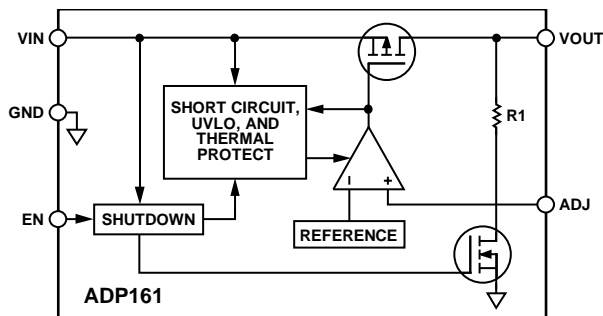 VIN
VOUT
GND
SHORT CIRCUIT,
UVLO, AND
THERMAL
PROTECT
R1
EN
SHUTDOWN
REFERENCE
ADJ
ADP161